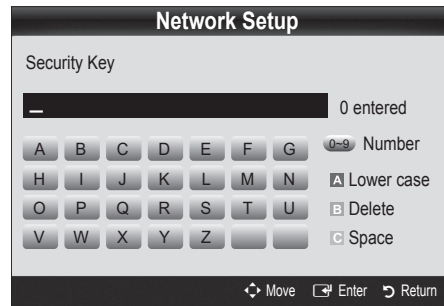 Network Setup
Security Key
_ 0 entered
A B C D E F G 0~9 Number
H I J K L M N A Lower case
O P Q R S T U B Delete
V W X Y Z C Space
Move Enter Return